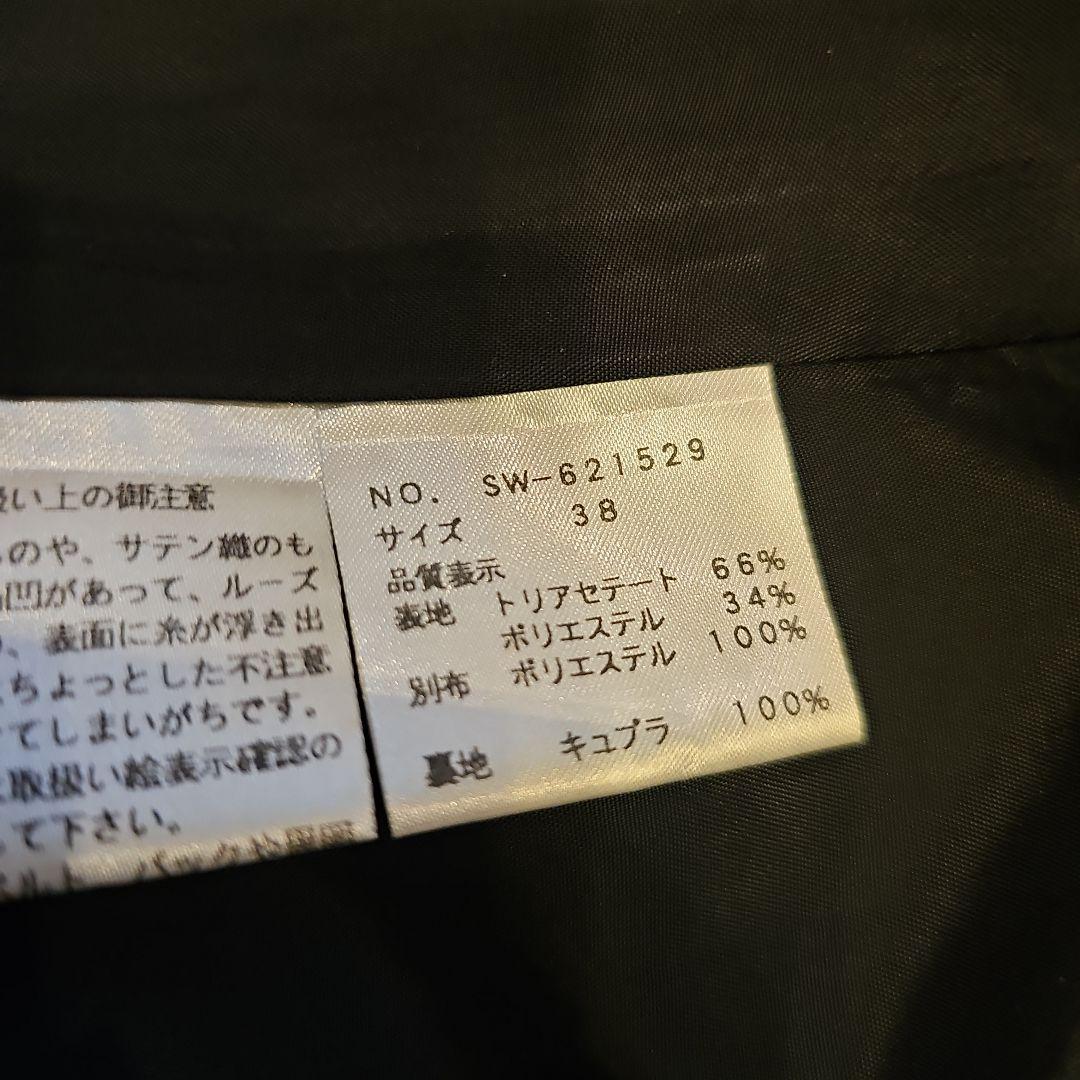 扱い上の御注意
のや、サテン織のも
凹があって、ルーズ
、表面に糸が浮き出
ちょっとした不注意
てしまいがちです。
取扱い絵表示確認の
て下さい。
NO. SW-621529
サイズ 38
品質表示
表地 トリアセテート 66%
ポリエステル 34%
別布 ポリエステル 100%
裏地 キュプラ 100%